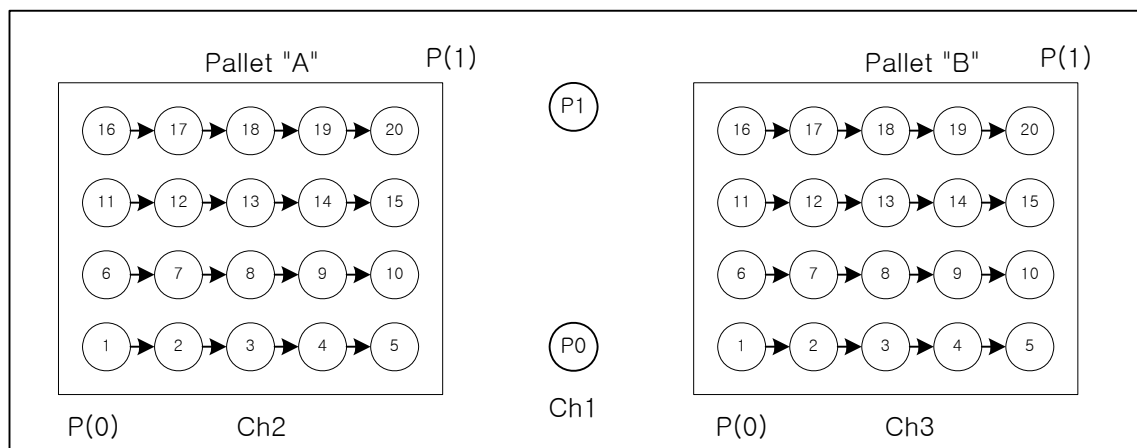 Pallet "A" P(1) Pallet "B" P(1)
P1
16 17 18 19 20 16 17 18 19 20
11 12 13 14 15 11 12 13 14 15
6 7 8 9 10 6 7 8 9 10
1 2 3 4 5 P0 1 2 3 4 5
Ch1
P(0) Ch2 P(0) Ch3